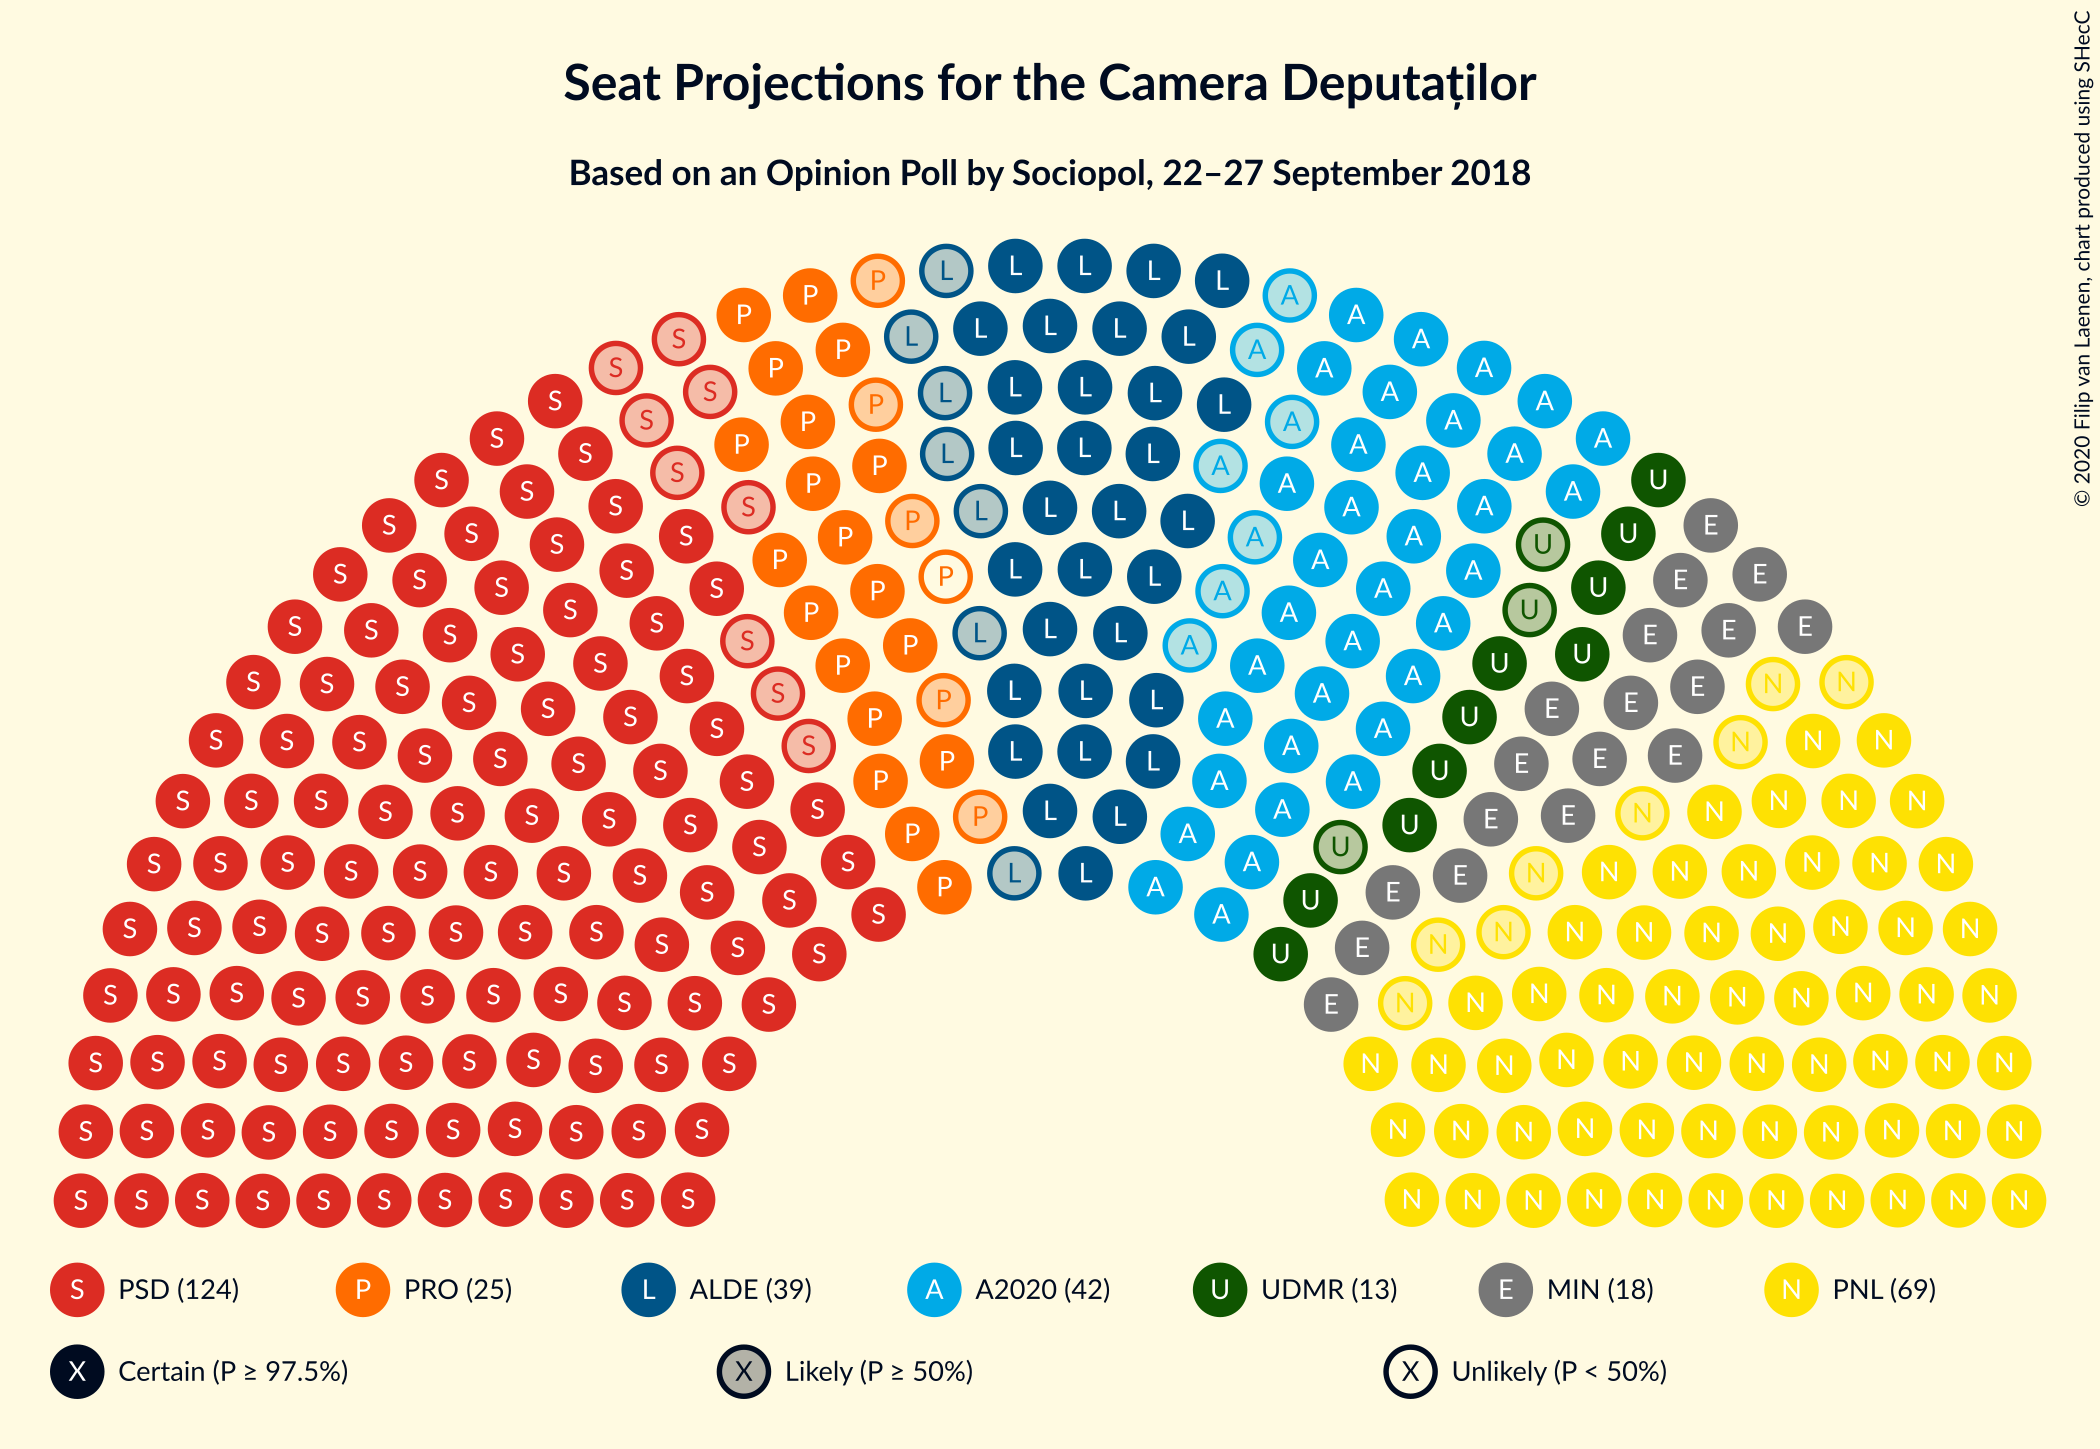 Seat Projections for the Camera Deputaților
Based on an Opinion Poll by Sociopol, 22–27 September 2018
© 2020 Filip van Laenen, chart produced using SHecC
S PSD (124) P PRO (25) L ALDE (39) A A2020 (42) U UDMR (13) E MIN (18) N PNL (69)
X Certain (P ≥ 97.5%) X Likely (P ≥ 50%) X Unlikely (P < 50%)